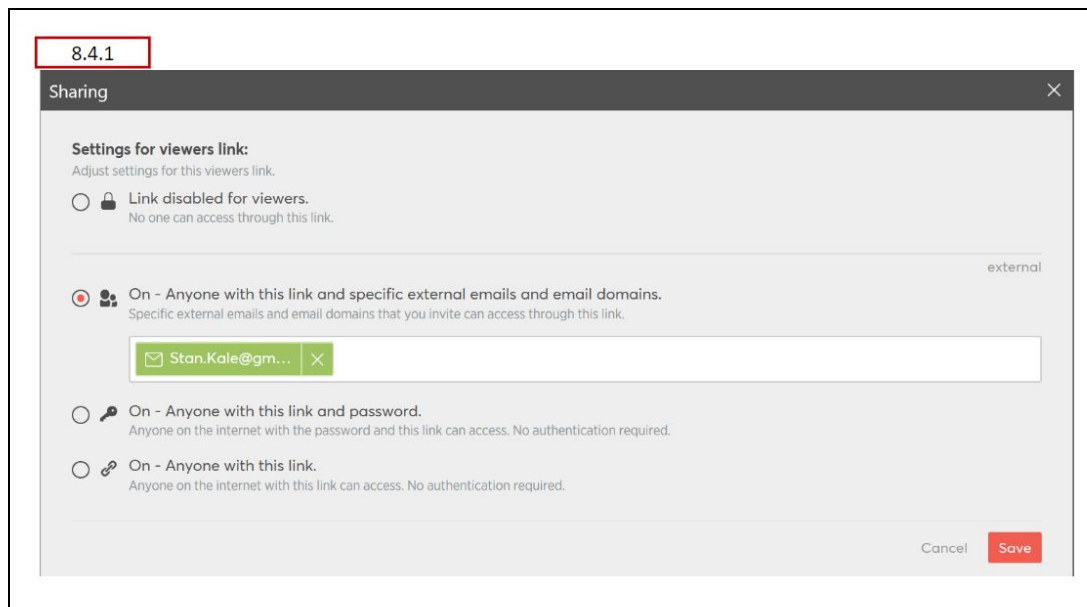 8.4.1
Sharing
Settings for viewers link:
Adjust settings for this viewers link.
Link disabled for viewers.
No one can access through this link.
external
On - Anyone with this link and specific external emails and email domains.
Specific external emails and email domains that you invite can access through this link.
Stan.Kale@gm...
On - Anyone with this link and password.
Anyone on the internet with the password and this link can access. No authentication required.
On - Anyone with this link.
Anyone on the internet with this link can access. No authentication required.
Cancel Save